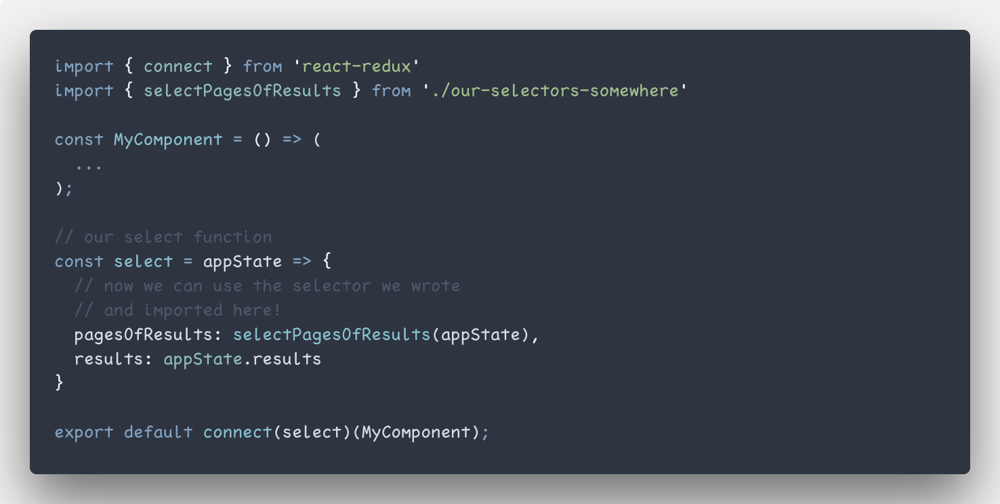 import { connect } from 'react-redux'
import { selectPagesOfResults } from './our-selectors-somewhere'
const MyComponent = () => (
...
);
// our select function
const select = appState => {
// now we can use the selector we wrote
// and imported here!
pagesOfResults: selectPagesOfResults(appState),
results: appState.results
}
export default connect(select)(MyComponent);